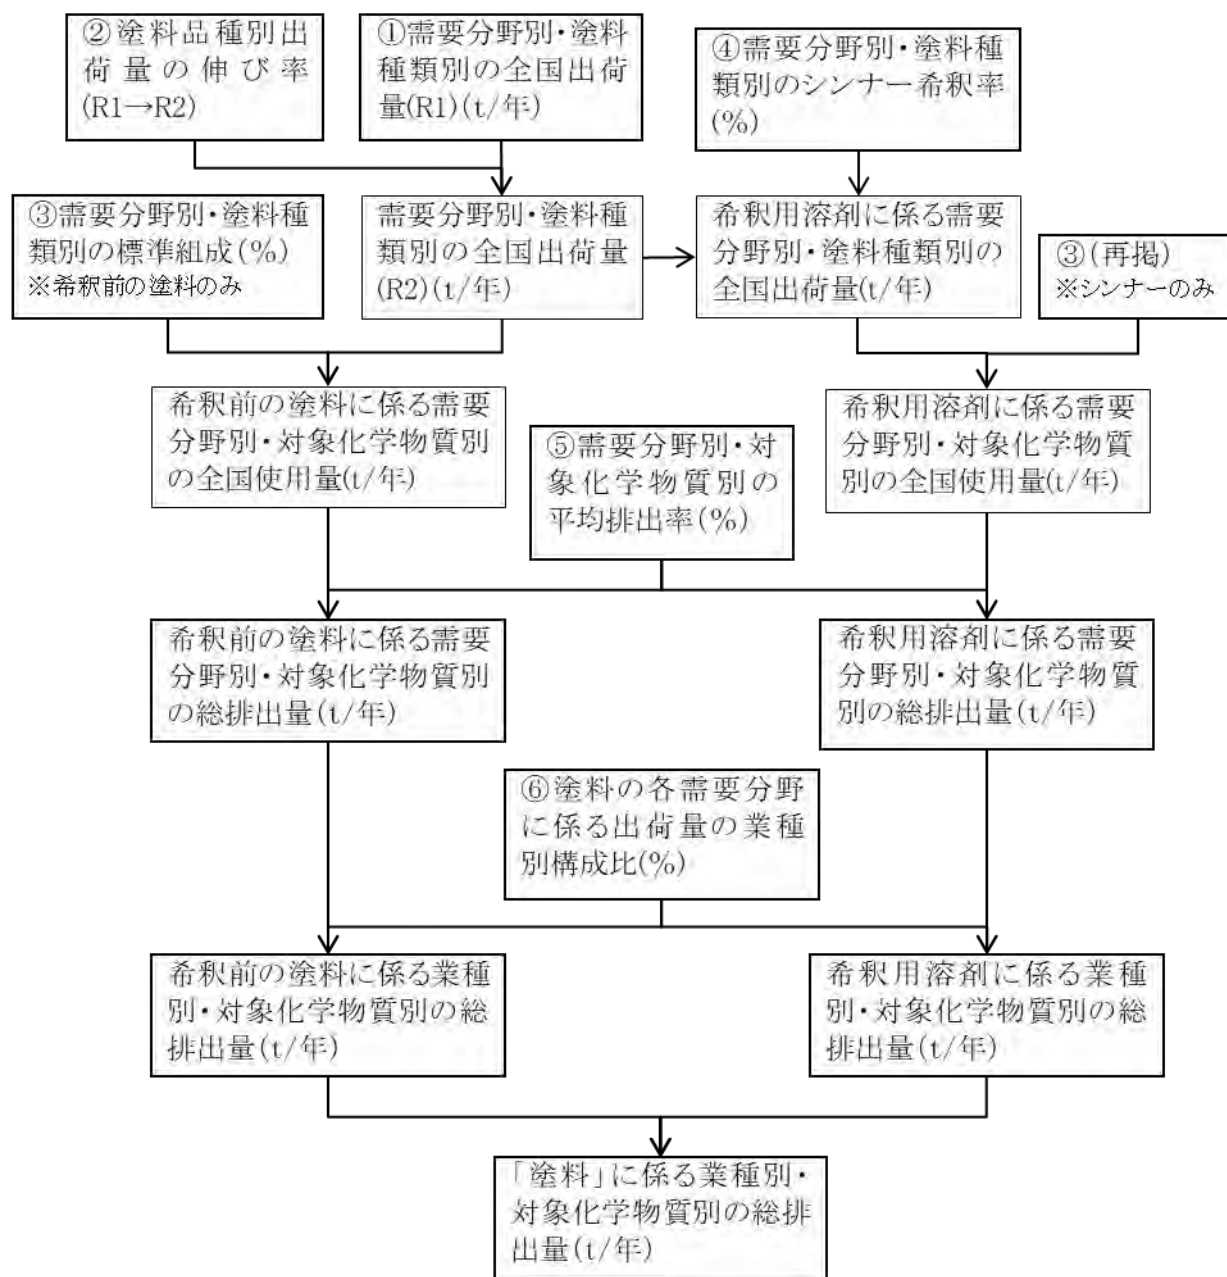 ②塗料品種別出
荷量の伸び率
(R1→R2)
①需要分野別・塗料
種類別の全国出荷
量(R1)(t/年)
④需要分野別・塗料種
類別のシンナー希釈率
(%)
③需要分野別・塗料種
類別の標準組成(%)
※希釈前の塗料のみ
需要分野別・塗料種
類別の全国出荷量
(R2)(t/年)
希釈用溶剤に係る需要
分野別・塗料種類別の
全国出荷量(t/年)
③(再掲)
※シンナーのみ
希釈前の塗料に係る需要
分野別・対象化学物質別
の全国使用量(t/年)
⑤需要分野別・対
象化学物質別の
平均排出率(%)
希釈用溶剤に係る需要
分野別・対象化学物質
別の全国使用量(t/年)
希釈前の塗料に係る需要
分野別・対象化学物質別
の総排出量(t/年)
希釈用溶剤に係る需要
分野別・対象化学物質
別の総排出量(t/年)
⑥塗料の各需要分野
に係る出荷量の業種
別構成比(%)
希釈前の塗料に係る業種
別・対象化学物質別の総
排出量(t/年)
希釈用溶剤に係る業種
別・対象化学物質別の総
排出量(t/年)
「塗料」に係る業種別・
対象化学物質別の総排
出量(t/年)